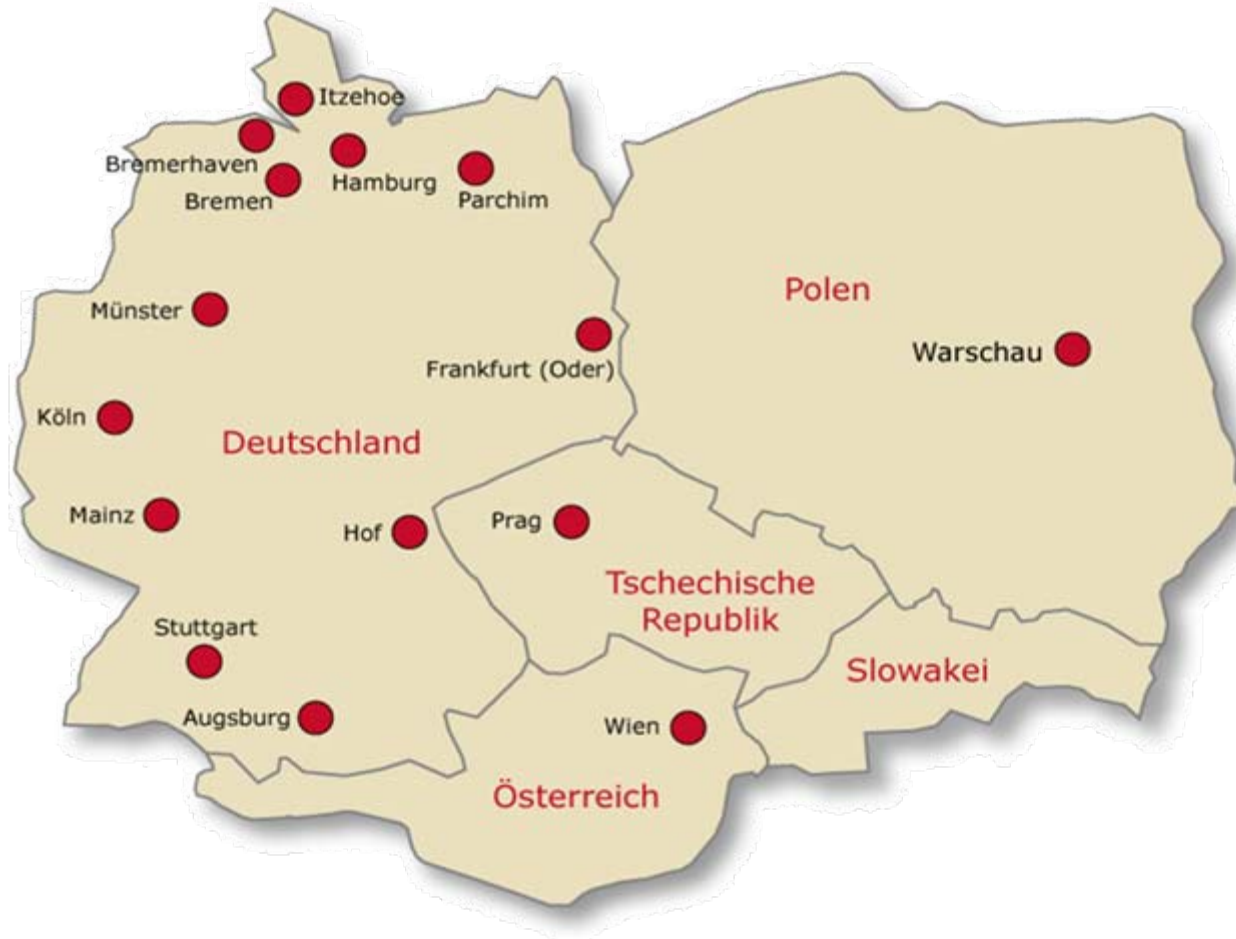 Itzehoe
Bremerhaven
Hamburg
Bremen
Parchim
Polen
Münster
Warschau
Frankfurt (Oder)
Köln
Deutschland
Mainz
Prag
Hof
Tschechische
Republik
Stuttgart
Slowakei
Augsburg
Wien
Österreich